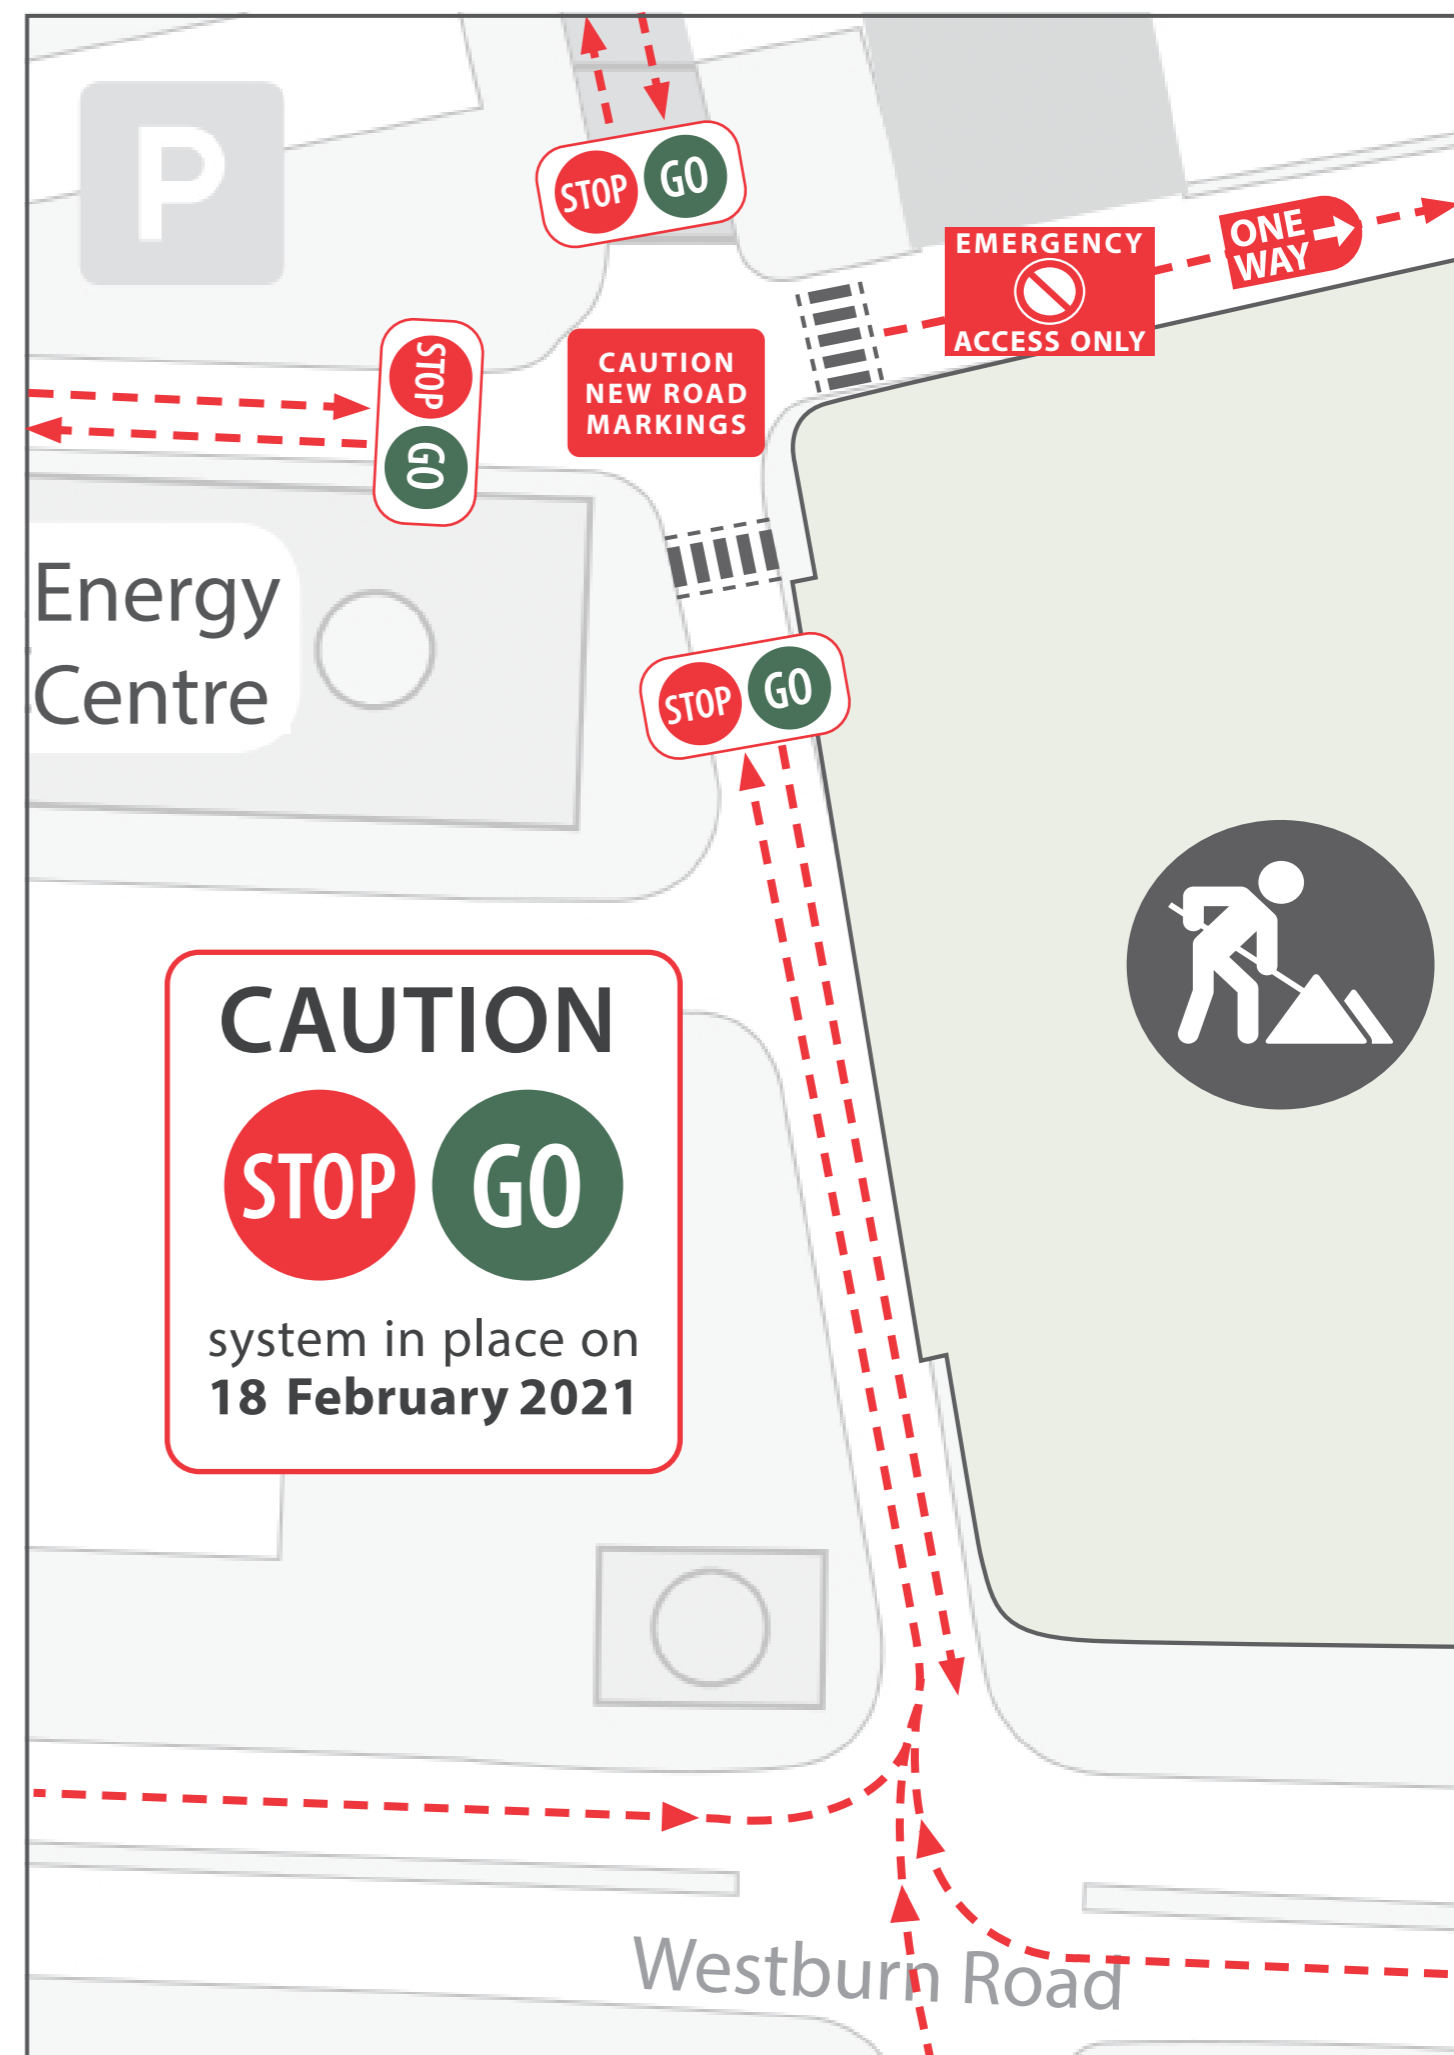 P
STOP GO
ONE
WAY
EMERGENCY
ACCESS ONLY
STOP
GO
CAUTION
NEW ROAD
MARKINGS
Energy
Centre
STOP GO
CAUTION
STOP GO
system in place on
18 February 2021
Westburn Road